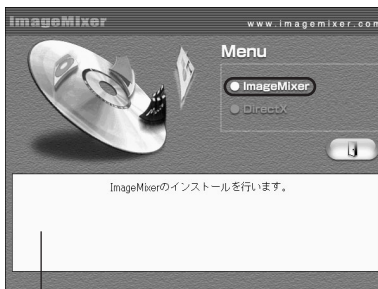 ImageMixer
www.imagemixer.com
Menu
ImageMixer
DirectX
ImageMixerのインストールを行います。